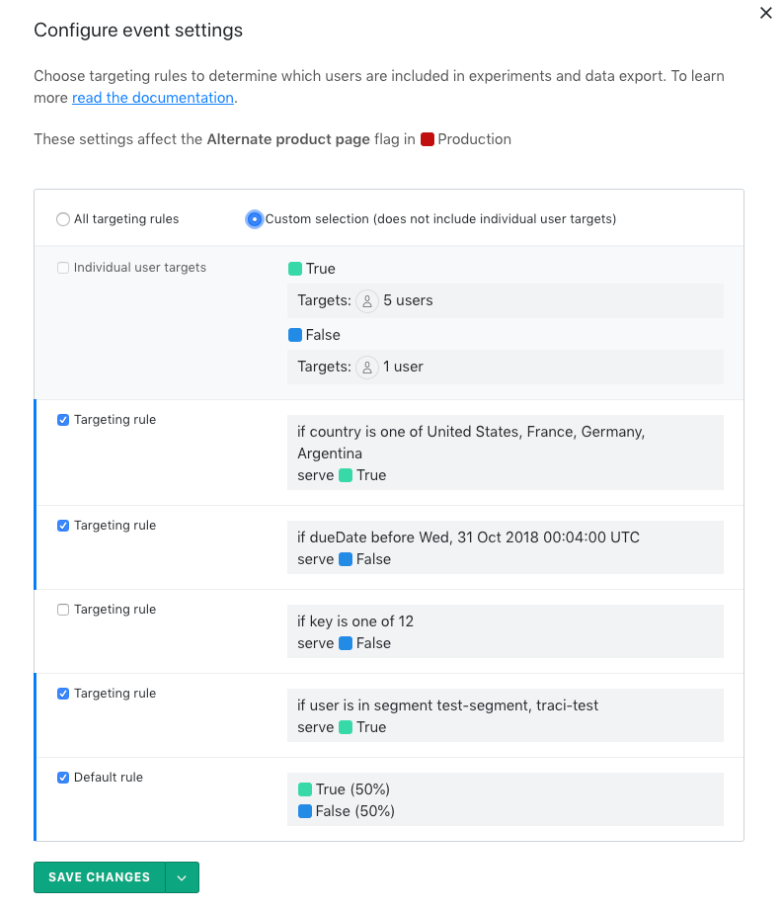 Configure event settings
Choose targeting rules to determine which users are included in experiments and data export. To learn
more read the documentation.
These settings affect the Alternate product page flag in Production
All targeting rules
Custom selection (does not include individual user targets)
Individual user targets
True
Targets: 5 users
False
Targets: 1 user
Targeting rule
if country is one of United States, France, Germany,
Argentina
serve True
Targeting rule
if dueDate before Wed, 31 Oct 2018 00:04:00 UTC
serve False
Targeting rule
if key is one of 12
serve False
Targeting rule
if user is in segment test-segment, traci-test
serve True
Default rule
True (50%)
False (50%)
SAVE CHANGES